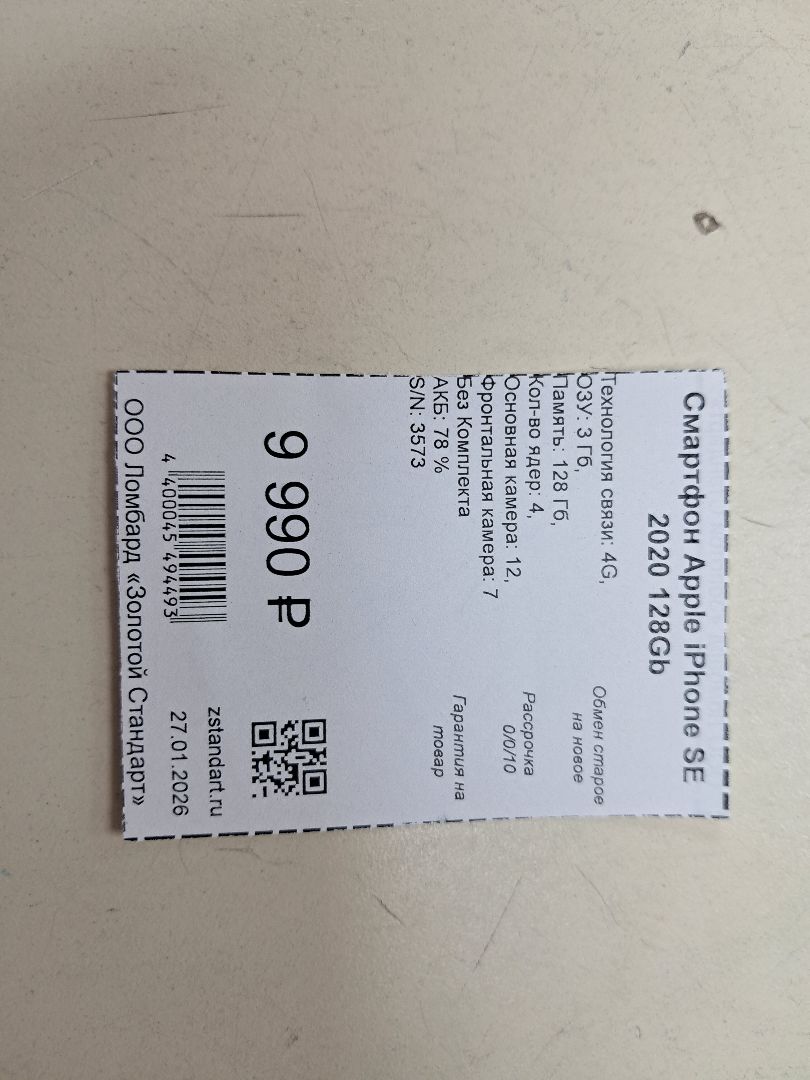 Смартфон Apple iPhone SE
2020 128Gb
Технология связи: 4G,
ОЗУ: 3 Гб,
Память: 128 Гб,
Кол-во ядер: 4,
Основная камера: 12,
Фронтальная камера: 7
Без Комплекта
АКБ: 78 %
S/N: 3573
Обмен старое
на новое
Рассрочка
0/0/10
Гарантия на
товар
9 990 ₽
4 400045 494493
zstandart.ru
27.01.2026
ООО Ломбард «Золотой Стандарт»